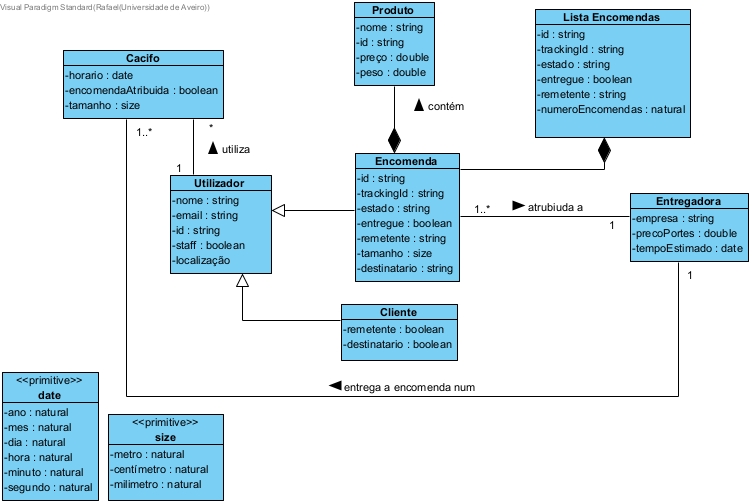 Visual Paradigm Standard(Rafael(Universidade de Aveiro))
Produto
-nome : string
-id : string
-preço : double
-peso : double
Lista Encomendas
-id : string
-trackingId : string
-estado : string
-entregue : boolean
-remetente : string
-numeroEncomendas : natural
Cacifo
-horario : date
-encomendaAtribuida : boolean
-tamanho : size
contém
1..*
*
utiliza
1
Utilizador
-nome : string
-email : string
-id : string
-staff : boolean
-localização
Encomenda
-id : string
-trackingId : string
-estado : string
-entregue : boolean
-remetente : string
-tamanho : size
-destinatario : string
1..*
atrubiuda a
1
Entregadora
-empresa : string
-precoPortes : double
-tempoEstimado : date
1
Cliente
-remetente : boolean
-destinatario : boolean
entrega a encomenda num
<<primitive>>
date
-ano : natural
-mes : natural
-dia : natural
-hora : natural
-minuto : natural
-segundo : natural
<<primitive>>
size
-metro : natural
-centímetro : natural
-milimetro : natural